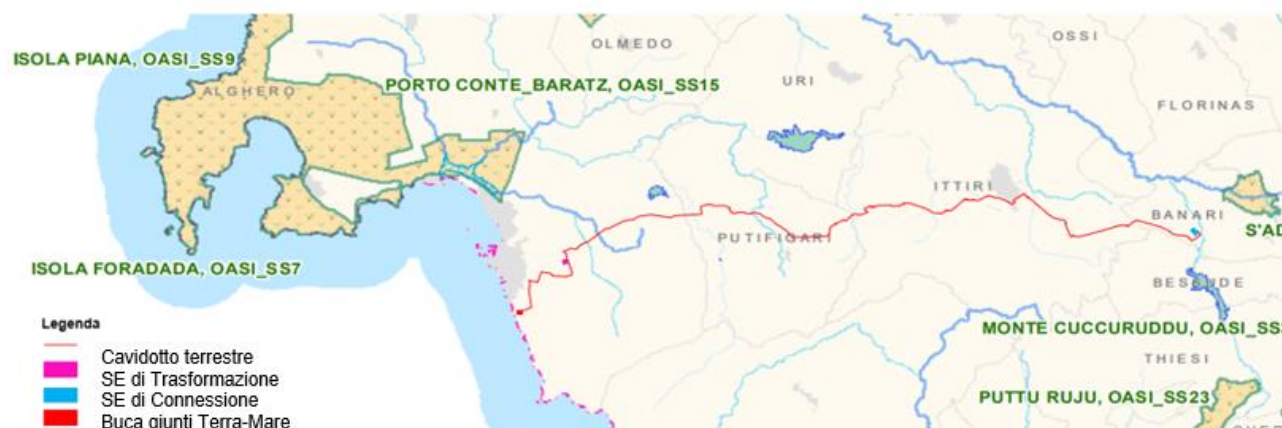 OSSI
OLMEDO
ISOLA PIANA, OASI_SS9
URI
PORTO CONTE_BARATZ, OASI_SS15
ALGHERO
FLORINAS
ITTIRI
BANARI
S'AD
PUTIFIGARI
ISOLA FORADADA, OASI_SS7
BESSUDE
MONTE CUCCURUDDU, OASI_SS
THIESI
PUTTU RUJU, OASI_SS23
Legenda
Cavidotto terrestre
SE di Trasformazione
SE di Connessione
Buca giunti Terra-Mare